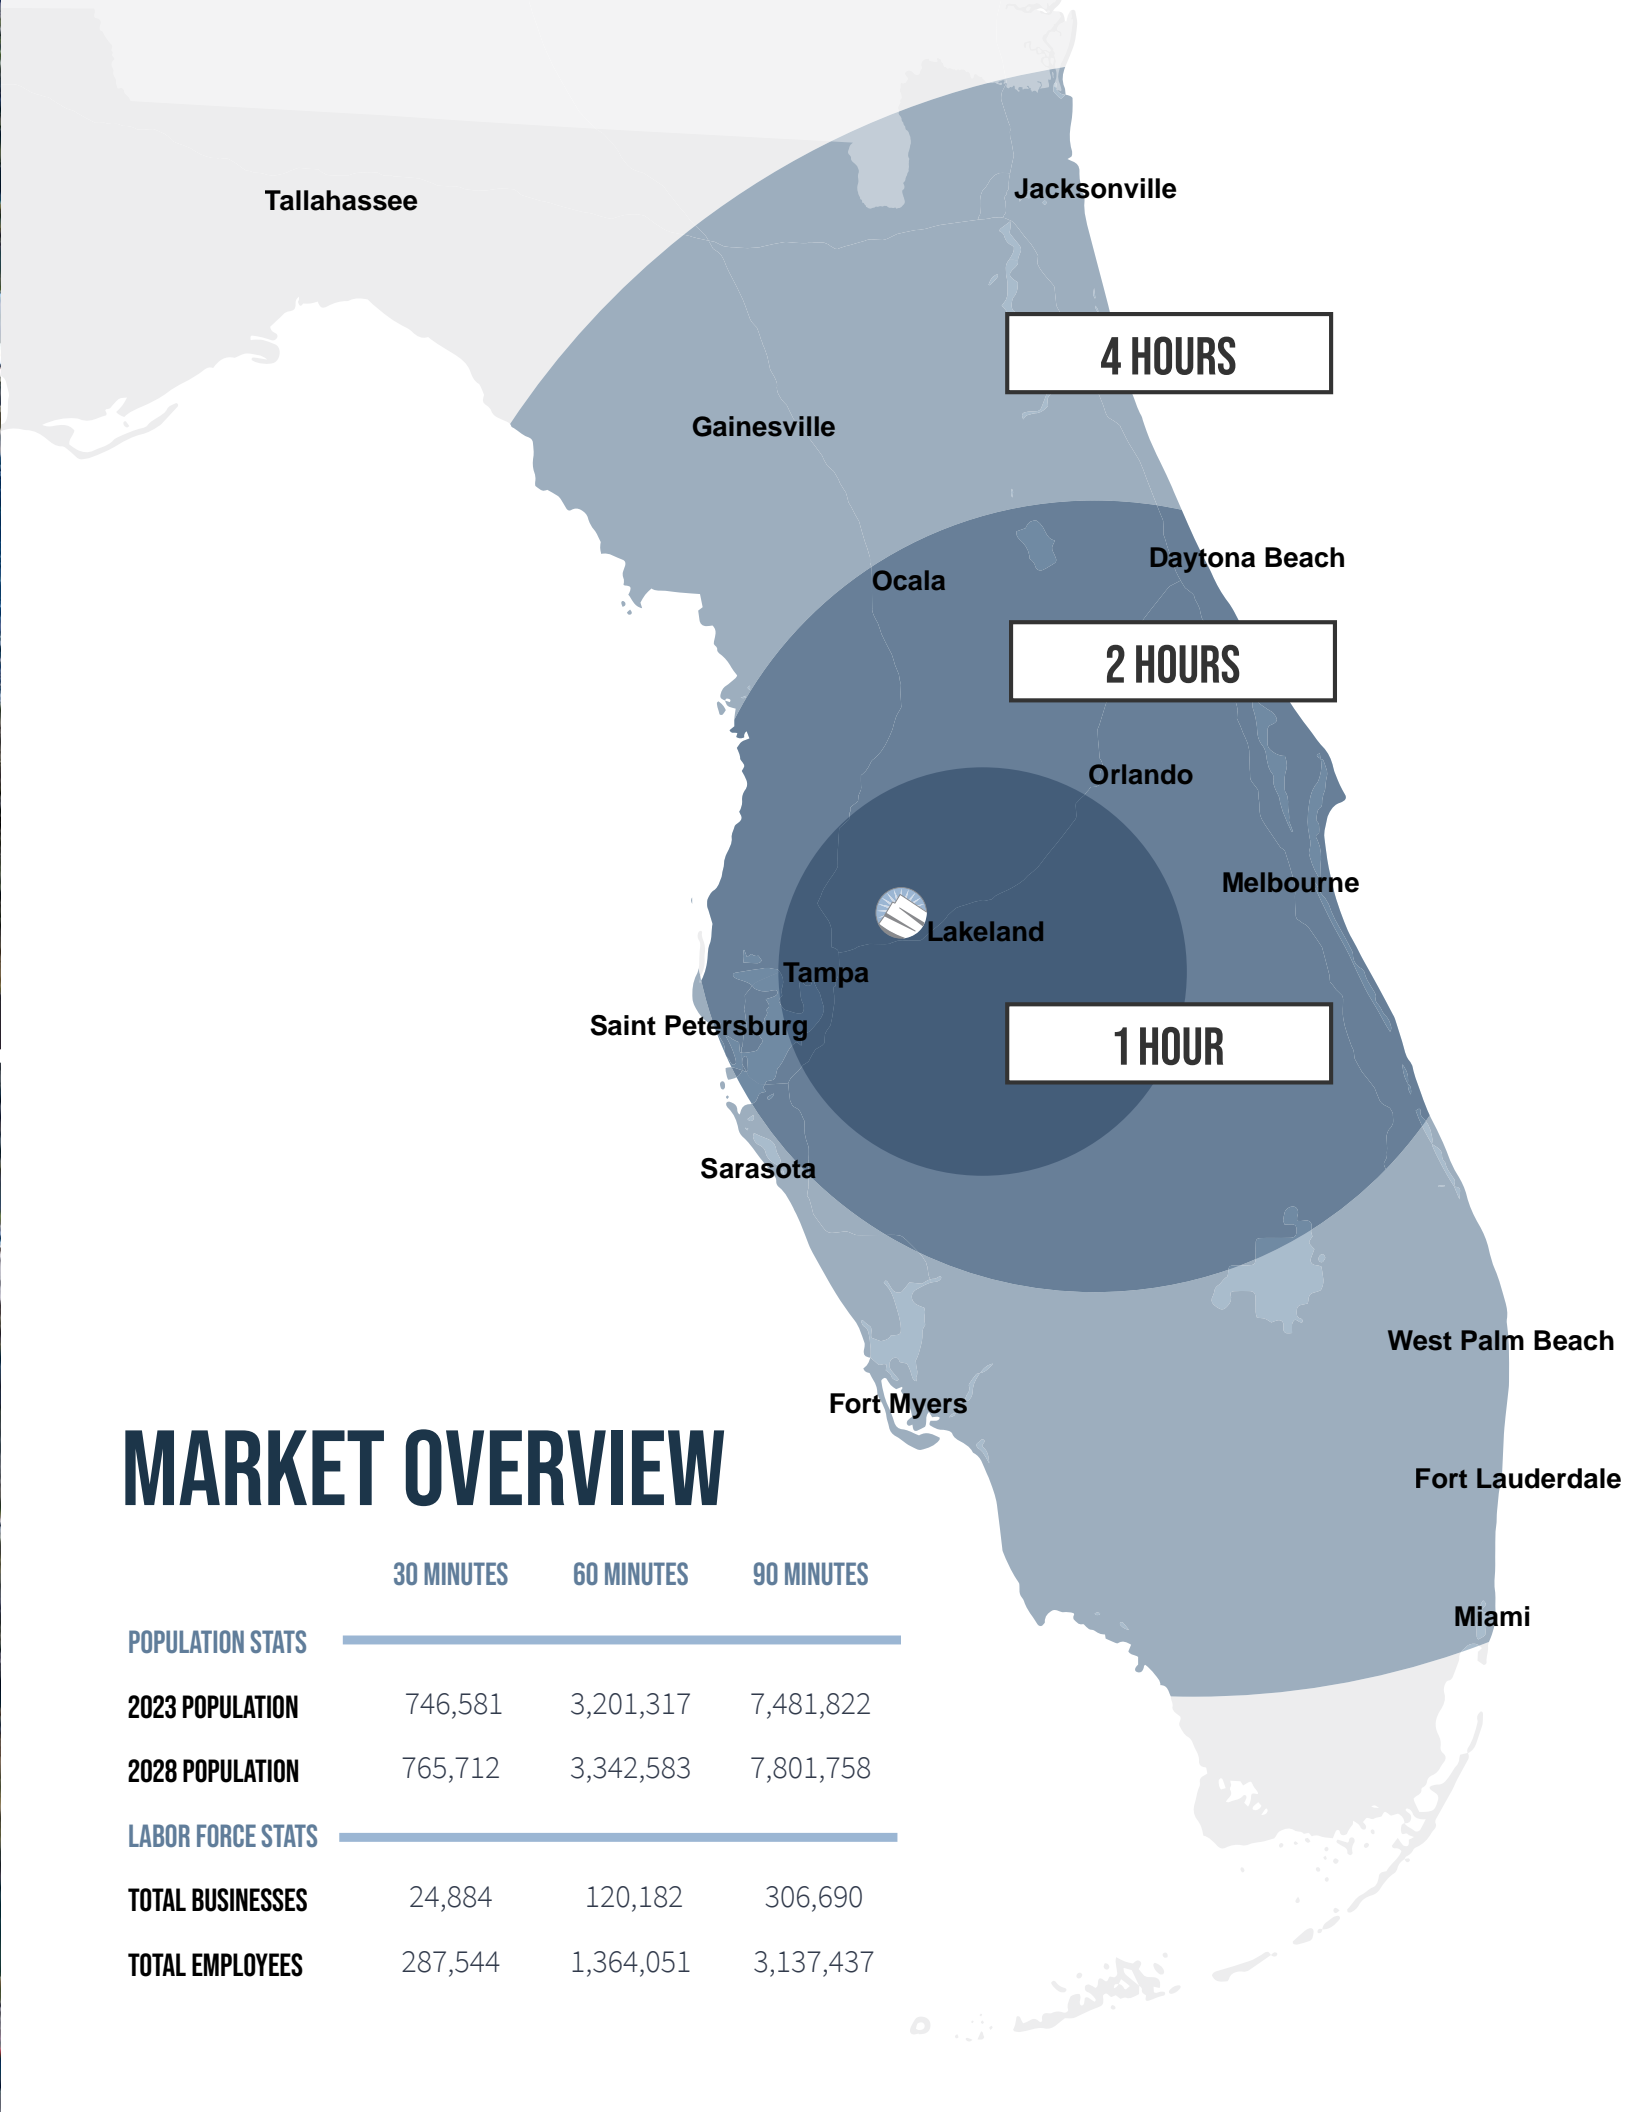 Tallahassee
Jacksonville
4 HOURS
Gainesville
Daytona Beach
Ocala
2 HOURS
Orlando
Melbourne
Lakeland
Tampa
Saint Petersburg
1 HOUR
Sarasota
West Palm Beach
Fort Myers
Fort Lauderdale
Miami
MARKET OVERVIEW
30 MINUTES 60 MINUTES 90 MINUTES
POPULATION STATS
2023 POPULATION 746,581 3,201,317 7,481,822
2028 POPULATION 765,712 3,342,583 7,801,758
LABOR FORCE STATS
TOTAL BUSINESSES 24,884 120,182 306,690
TOTAL EMPLOYEES 287,544 1,364,051 3,137,437